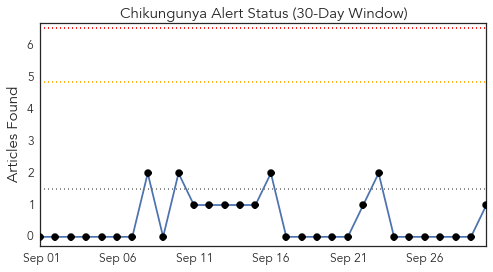 Chikungunya Alert Status (30-Day Window)
Articles Found
6
5
4
3
2
1
0
Sep 01 Sep 06 Sep 11 Sep 16 Sep 21 Sep 26